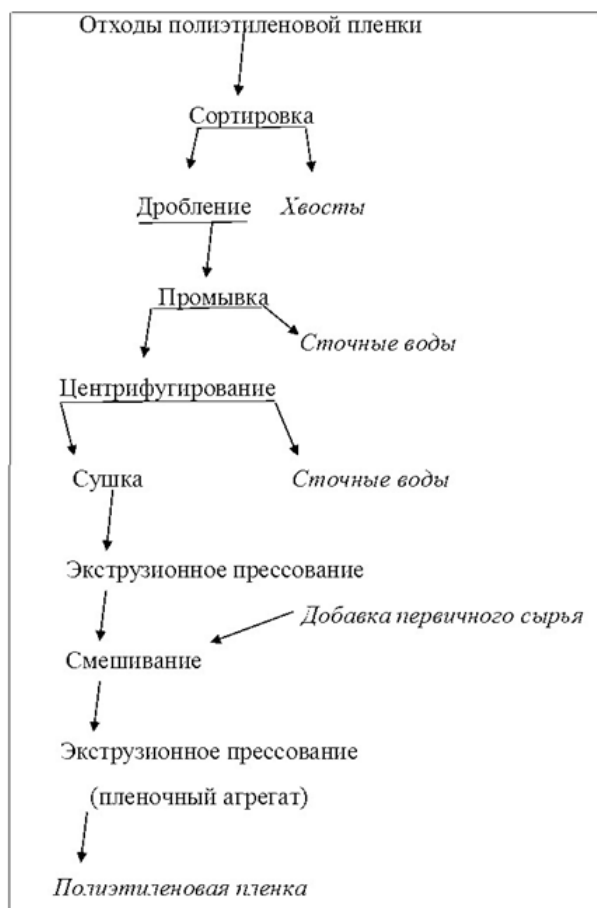 Отходы полиэтиленовой пленки
Сортировка
Дробление Хвосты
Промывка
Сточные воды
Центрифугирование
Сушка Сточные воды
Экструзионное прессование
Добавка первичного сырья
Смешивание
Экструзионное прессование
(пленочный агрегат)
Полиэтиленовая пленка